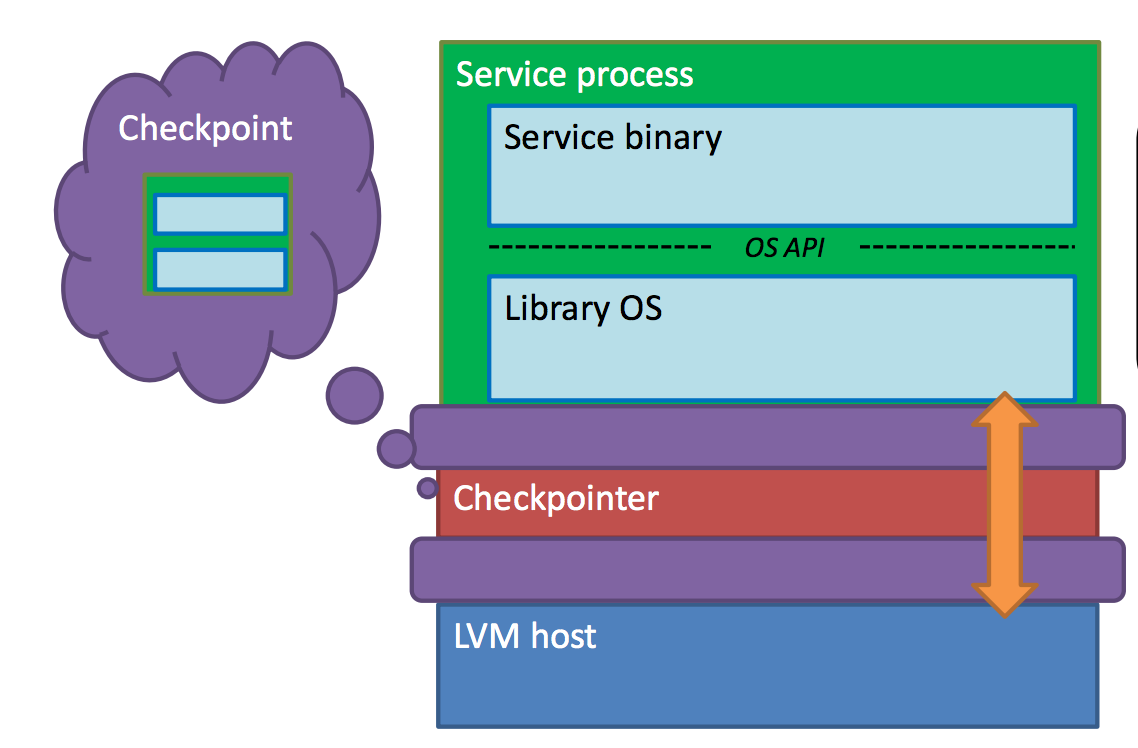 Checkpoint
Service process
Service binary
OS API
Library OS
Checkpointer
LVM host